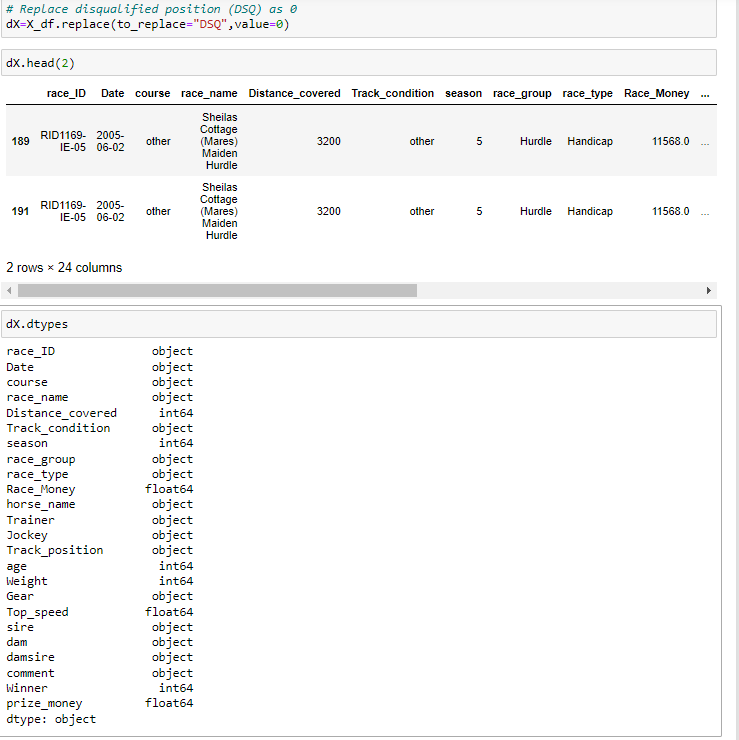 # Replace disqualified position (DSQ) as 0
dX=X_df.replace(to_replace="DSQ",value=0)
dX.head(2)
race_ID Date course race_name Distance_covered Track_condition season race_group race_type Race_Money ...
Sheilas
Cottage
189 RID1169-IE-05 2005-06-02 other (Mares) 3200 other 5 Hurdle Handicap 11568.0 ...
Maiden
Hurdle
Sheilas
Cottage
191 RID1169-IE-05 2005-06-02 other (Mares) 3200 other 5 Hurdle Handicap 11568.0 ...
Maiden
Hurdle
2 rows × 24 columns
dX.dtypes
race_ID object
Date object
course object
race_name object
Distance_covered int64
Track_condition object
season int64
race_group object
race_type object
Race_Money float64
horse_name object
Trainer object
Jockey object
Track_position object
age int64
Weight int64
Gear object
Top_speed float64
sire object
dam object
damsire object
comment object
Winner int64
prize_money float64
dtype: object